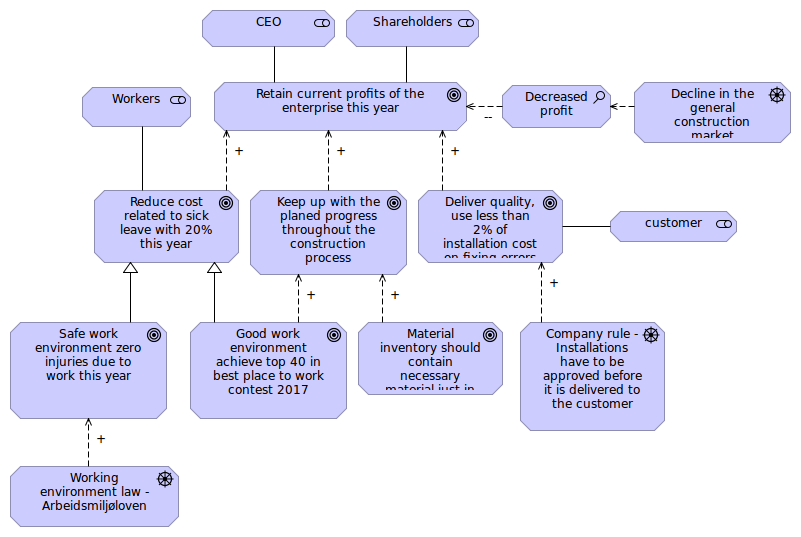 CEO
Shareholders
Workers
Retain current profits of the
enterprise this year
Decreased
profit
Decline in the
general
construction
market
--
+
+
+
Reduce cost
related to sick
leave with 20%
this year
Keep up with the
planed progress
throughout the
construction
process
Deliver quality,
use less than
2% of
installation cost
on fixing errors
customer
+
+
+
Safe work
environment zero
injuries due to
work this year
Good work
environment
achieve top 40 in
best place to work
contest 2017
Material
inventory should
contain
necessary
material just in
Company rule -
Installations
have to be
approved before
it is delivered to
the customer
+
Working
environment law -
Arbeidsmiljøloven